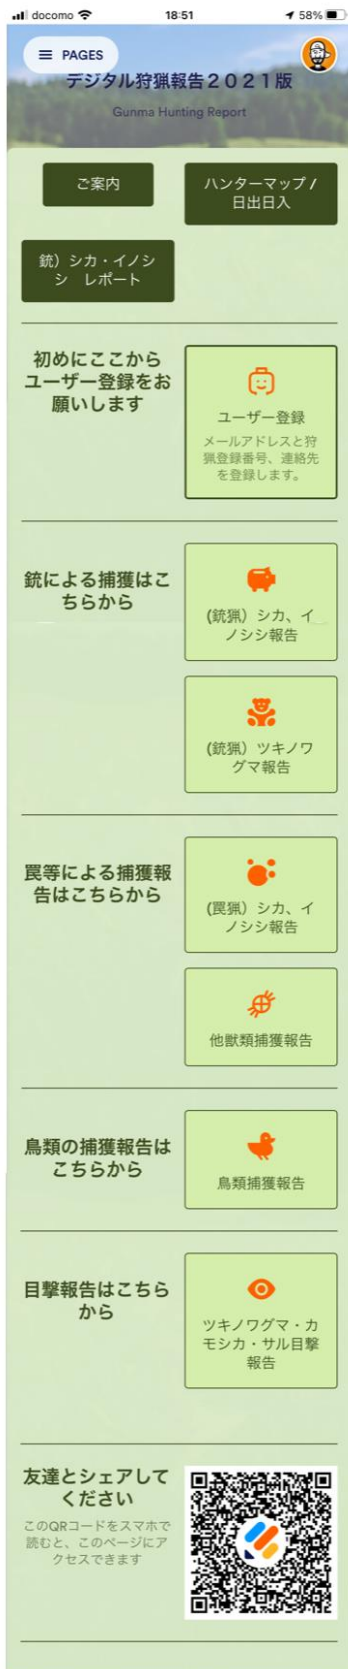 docomo 18:51 58%
PAGES
デジタル狩猟報告2021版
Gunma Hunting Report
ご案内
ハンターマップ /
日出日入
銃）シカ・イノシ
シ　レポート
初めにここから
ユーザー登録をお
願いします
ユーザー登録
メールアドレスと狩
猟登録番号、連絡先
を登録します。
銃による捕獲はこ
ちらから
(銃猟）シカ、イ
ノシシ報告
(銃猟）ツキノワ
グマ報告
罠等による捕獲報
告はこちらから
(罠猟）シカ、イ
ノシシ報告
他獣類捕獲報告
鳥類の捕獲報告は
こちらから
鳥類捕獲報告
目撃報告はこちら
から
ツキノワグマ・カ
モシカ・サル目撃
報告
友達とシェアして
ください
このQRコードをスマホで
読むと、このページにア
クセスできます